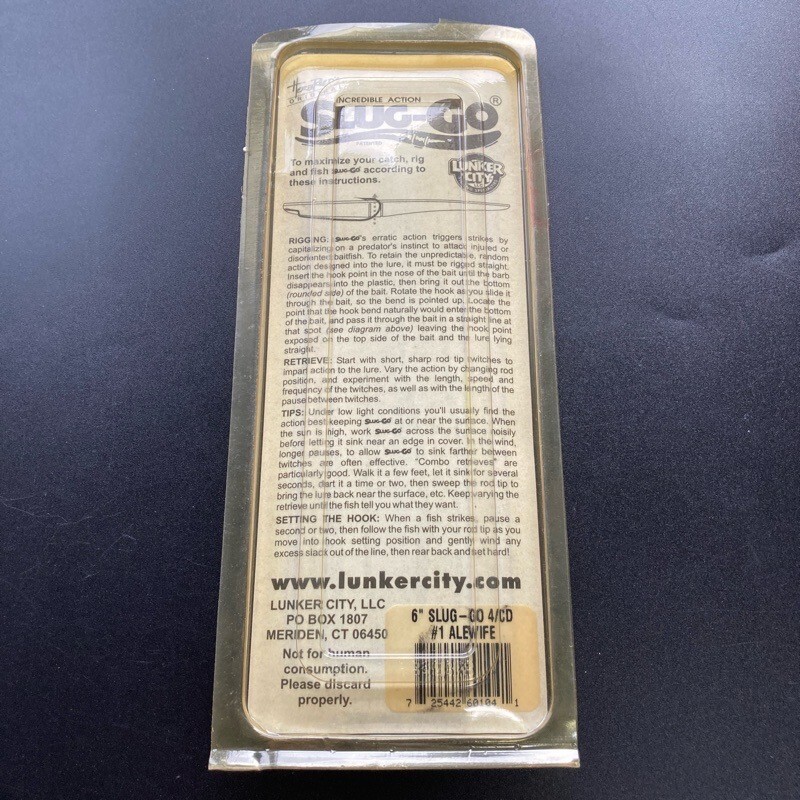 INCREDIBLE ACTION
SLUG-GO®
To maximize your catch, rig
and fish SLUG-GO according to
these instructions.
LUNKER
CITY
RIGGING: SLUG-GO's erratic action triggers strikes by
capitalizing on a predator's instinct to attack injured or
disoriented baitfish. To retain the unpredictable, random
action designed into the lure, it must be rigged straight.
Insert the hook point in the nose of the bait until the barb
disappears into the plastic, then bring it out the bottom
(rounded side) of the bait. Rotate the hook as you slide it
through the bait, so the bend is pointed up. Locate the
point that the hook bend naturally would enter the bottom
of the bait, and pass it through the bait in a straight line at
that spot (see diagram above) leaving the hook point
exposed on the top side of the bait and the lure lying
straight.
RETRIEVE: Start with short, sharp rod tip twitches to
impart action to the lure. Vary the action by changing rod
position, and experiment with the length, speed and
frequency of the twitches, as well as with the length of the
pause between twitches.
TIPS: Under low light conditions you'll usually find the
action best keeping SLUG-GO at or near the surface. When
the sun is high, work SLUG-GO across the surface noisily
before letting it sink near an edge in cover. In the wind,
longer pauses, to allow SLUG-GO to sink farther between
twitches are often effective. "Combo retrieves" are
particularly good. Walk it a few feet, let it sink for several
seconds, dart it a time or two, then sweep the rod tip to
bring the lure back near the surface, etc. Keep varying the
retrieve until the fish tell you what they want.
SETTING THE HOOK: When a fish strikes, pause a
second or two, then follow the fish with your rod tip as you
move into hook setting position and gently wind any
excess slack out of the line, then rear back and set hard!
www.lunkercity.com
LUNKER CITY, LLC
PO BOX 1807
MERIDEN, CT 06450
Not for human
consumption.
Please discard
properly.
6" SLUG-GO 4/CD
#1 ALEWIFE
7 25442 60104 1